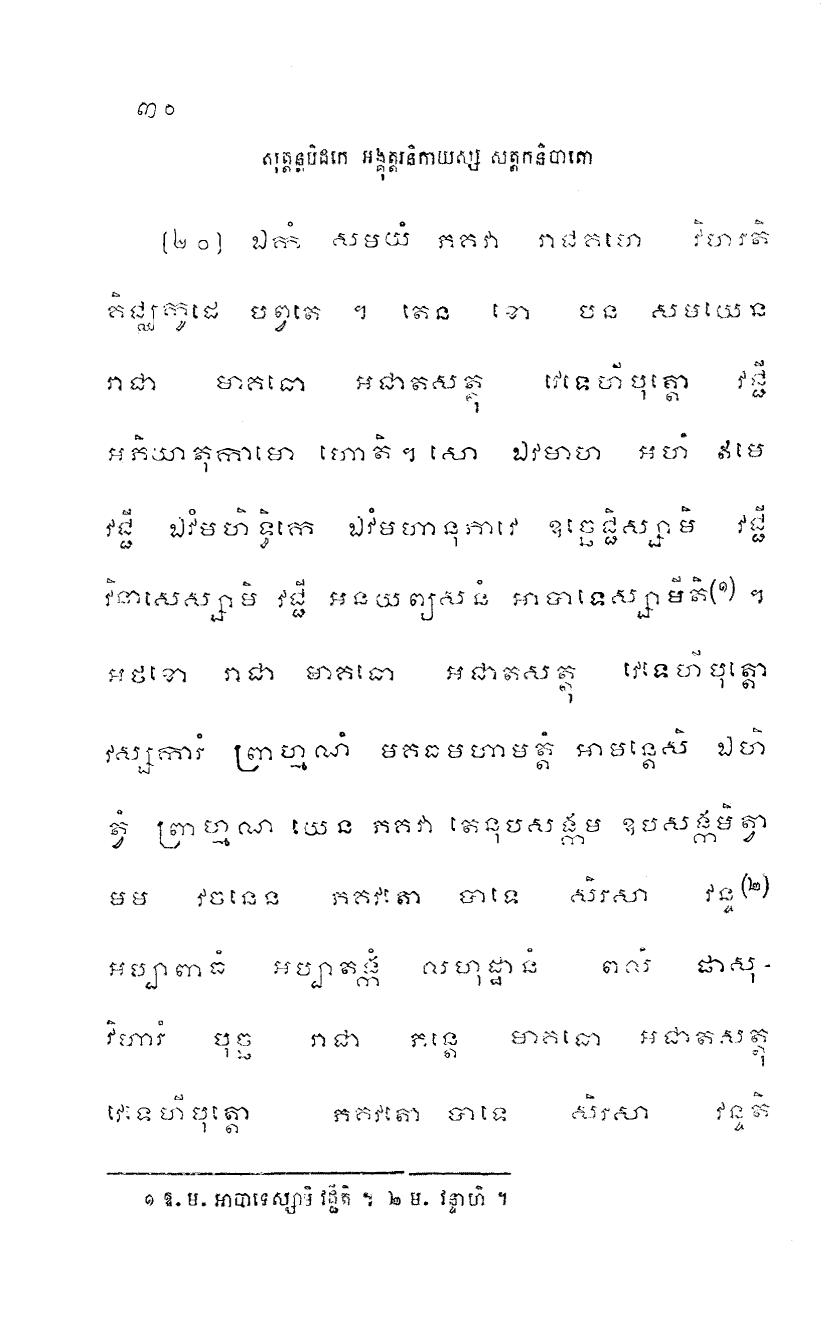 ៣០
សុត្តន្តបិដកេ អង្គុត្តរនិកាយស្ស សត្តកនិបាតោ
(២០) ឯកំ សមយំ ភគវា រាជគហេ វិហរតិ
គិជ្ឈកូដេ បព្វតេ ។ តេន ខោ បន សមយេន
រាជា មាគធោ អជាតសត្តុ វេទេហីបុត្តោ វជ្ជី
អភិយាតុកាមោ ហោតិ ។ សោ ឯវមាហ អហំ ឥមេ
វជ្ជី ឯវំមហិទ្ធិកេ ឯវំមហានុភាវេ ឧច្ឆេជ្ជិស្សាមិ វជ្ជី
វិនាសេស្សាមិ វជ្ជី អនយព្យសនំ អាបាទេស្សាមីតិ(១) ។
អថខោ រាជា មាគធោ អជាតសត្តុ វេទេហីបុត្តោ
វស្សការំ ព្រាហ្មណំ មគធមហាមត្តំ អាមន្តេសិ ឯហិ
ត្វំ ព្រាហ្មណ យេន ភគវា តេនុបសង្កម ឧបសង្កមិត្វា
មម វចនេន ភគវតោ បាទេ សិរសា វន្ទ(២)
អប្បាពាធំ អប្បាតង្កំ លហុដ្ឋានំ ពលំ ផាសុ-
វិហារំ បុច្ឆ រាជា ភន្តេ មាគធោ អជាតសត្តុ
វេទេហីបុត្តោ ភគវតោ បាទេ សិរសា វន្ទតិ
១ ឱ. ម. អាបាទេស្សាមិ វជ្ជីតិ ។ ២ ម. វន្ទាហិ ។